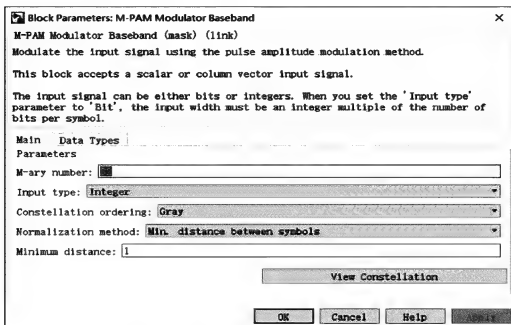 Block Parameters: M-PAM Modulator Baseband
M-PAM Modulator Baseband (mask) (link)
Modulate the input signal using the pulse amplitude modulation method.
This block accepts a scalar or column vector input signal.
The input signal can be either bits or integers. When you set the 'Input type'
parameter to 'Bit', the input width must be an integer multiple of the number of
bits per symbol.
Main Data Types
Parameters
M-ary number:
Input type: Integer
Constellation ordering: Gray
Normalization method: Min. distance between symbols
Minimum distance: 1
View Constellation
OK Cancel Help Apply